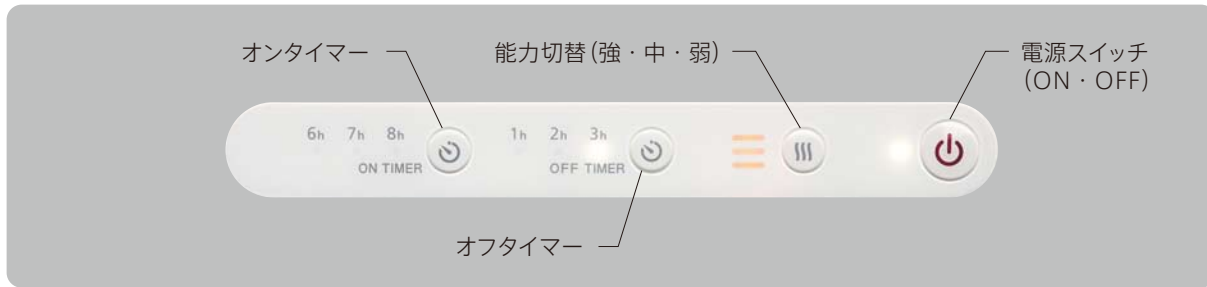 オンタイマー
能力切替(強・中・弱)
電源スイッチ
(ON・OFF)
6h 7h 8h
ON TIMER
1h 2h 3h
OFF TIMER
オフタイマー